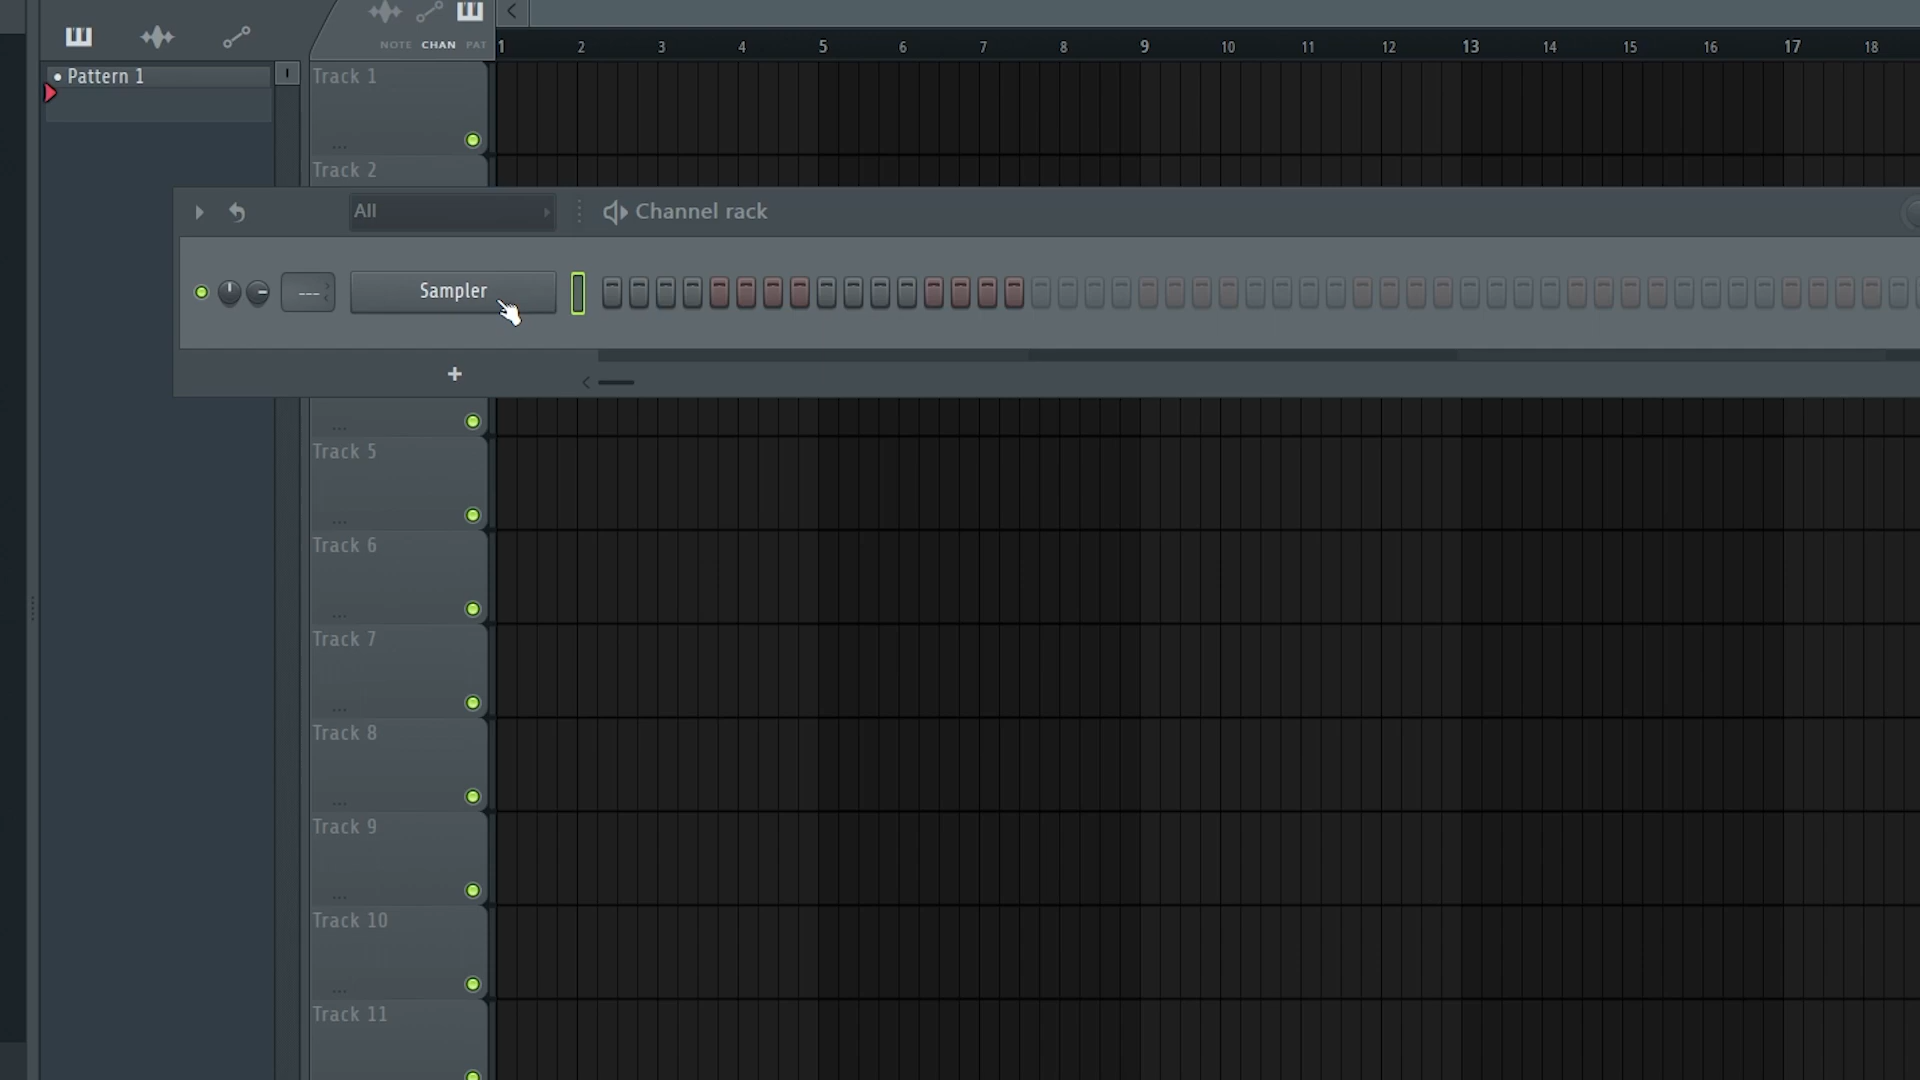 NOTE CHAN PAT
1 2 3 4 5 6 7 8 9 10 11 12 13 14 15 16 17 18
Pattern 1
Track 1
Track 2
All
Channel rack
---
Sampler
+
Track 5
Track 6
Track 7
Track 8
Track 9
Track 10
Track 11